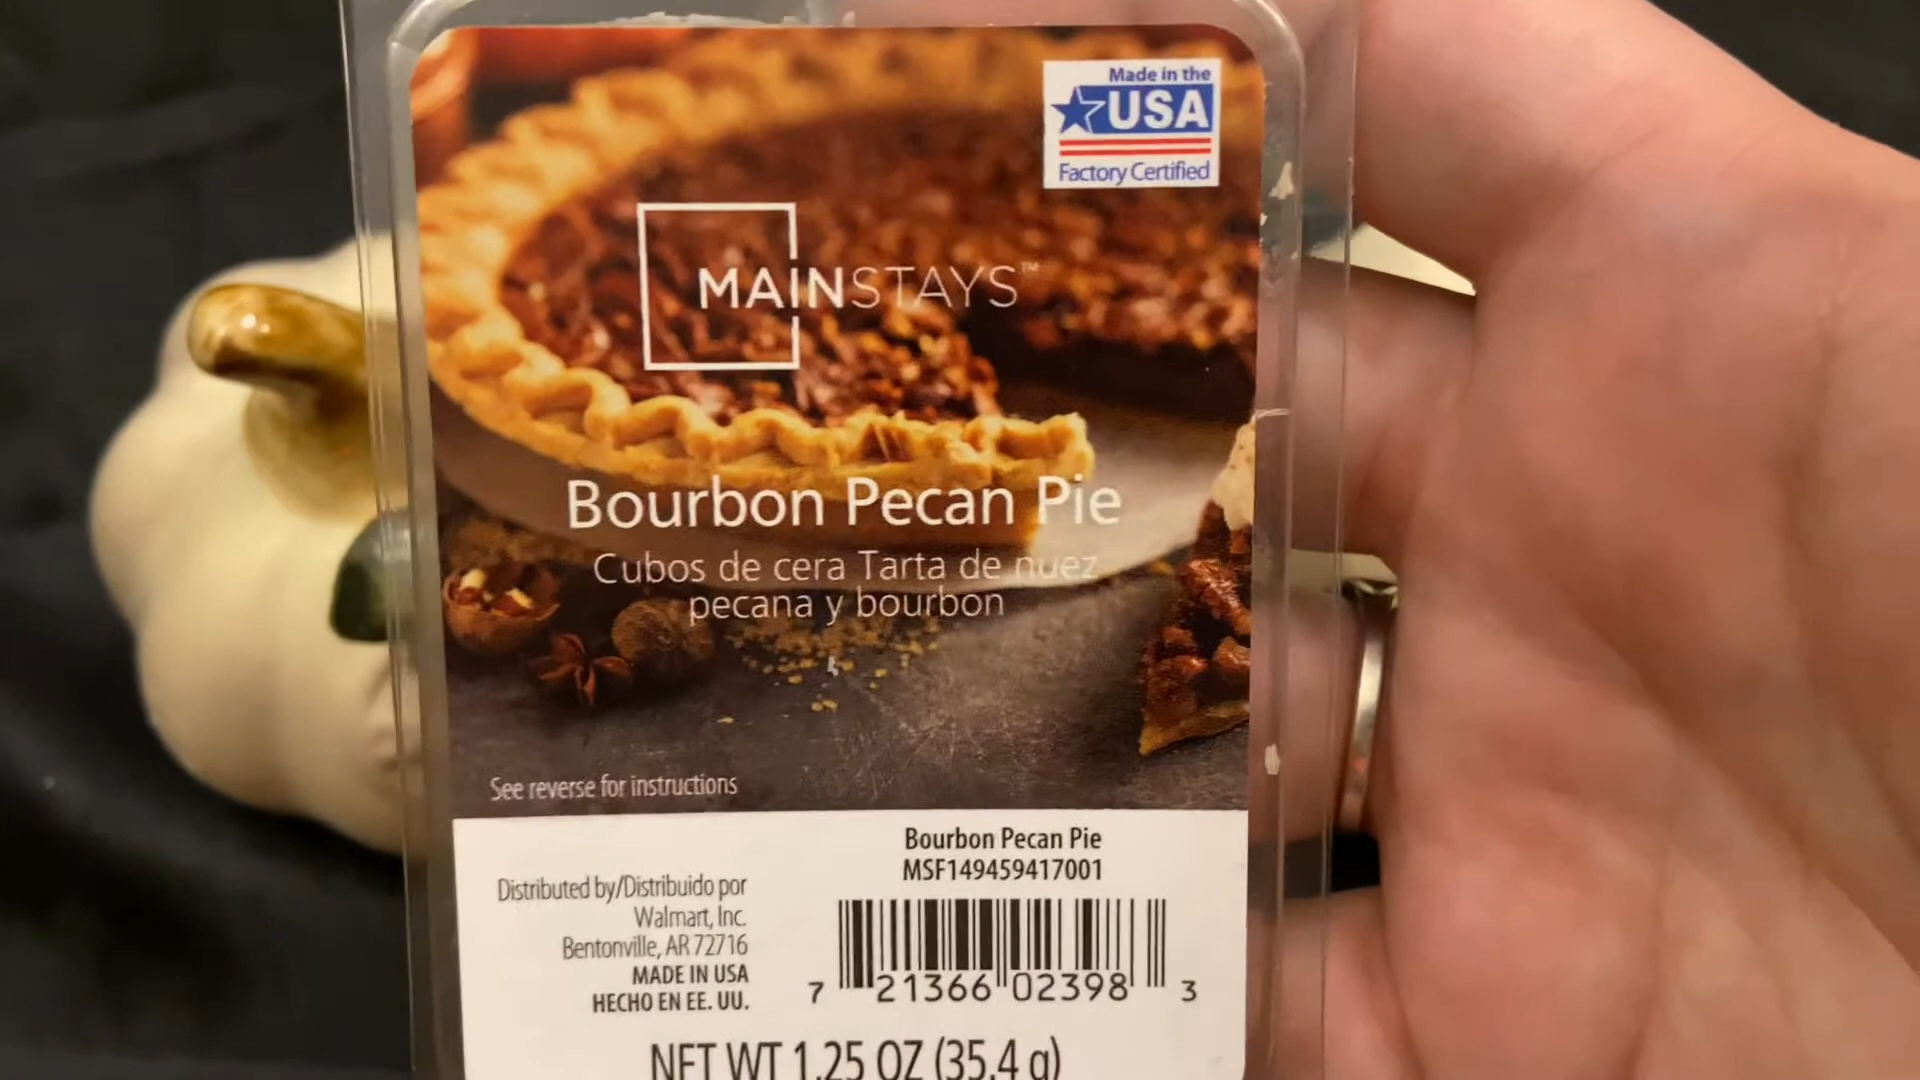 Made in the
USA
Factory Certified
MAINSTAYS™
Bourbon Pecan Pie
Cubos de cera Tarta de nuez
pecana y bourbon
See reverse for instructions
Bourbon Pecan Pie
MSF149459417001
Distributed by/Distribuido por
Walmart, Inc.
Bentonville, AR 72716
MADE IN USA
HECHO EN EE. UU.
7 21366 02398 3
NET WT 1.25 OZ (35.4 g)